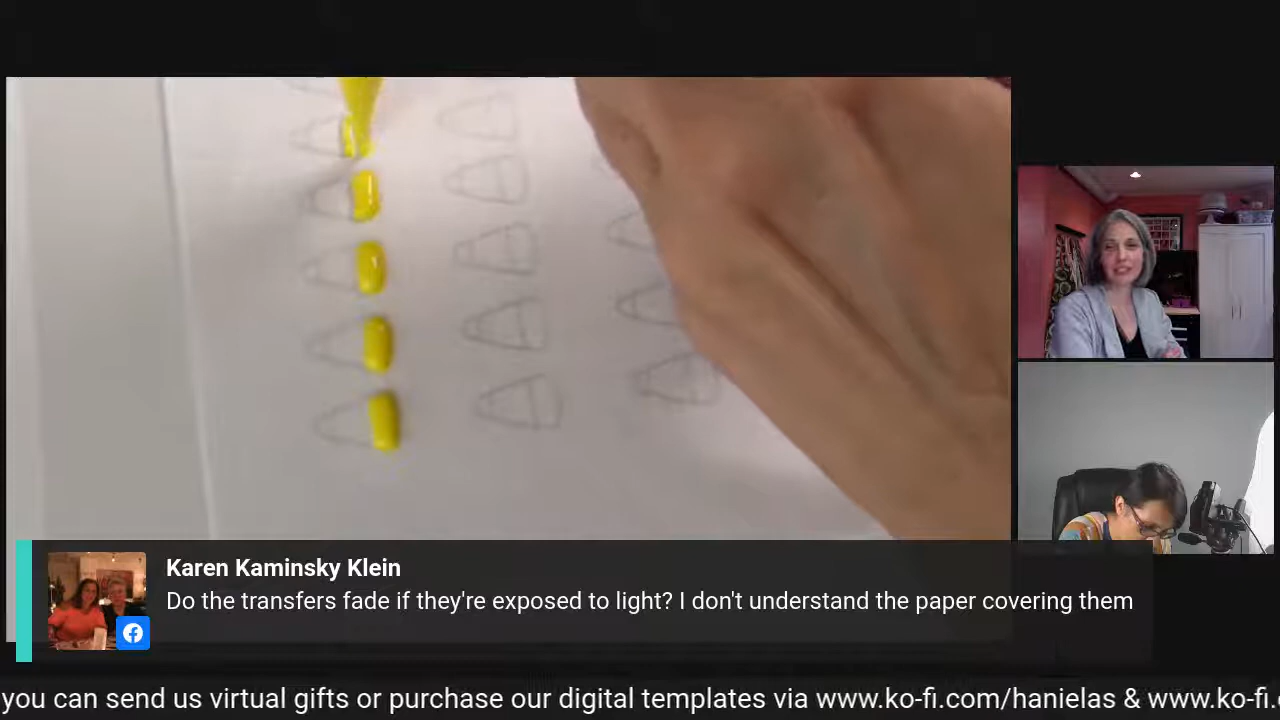 Karen Kaminsky Klein
Do the transfers fade if they're exposed to light? I don't understand the paper covering them
you can send us virtual gifts or purchase our digital templates via www.ko-fi.com/hanielas & www.ko-fi.